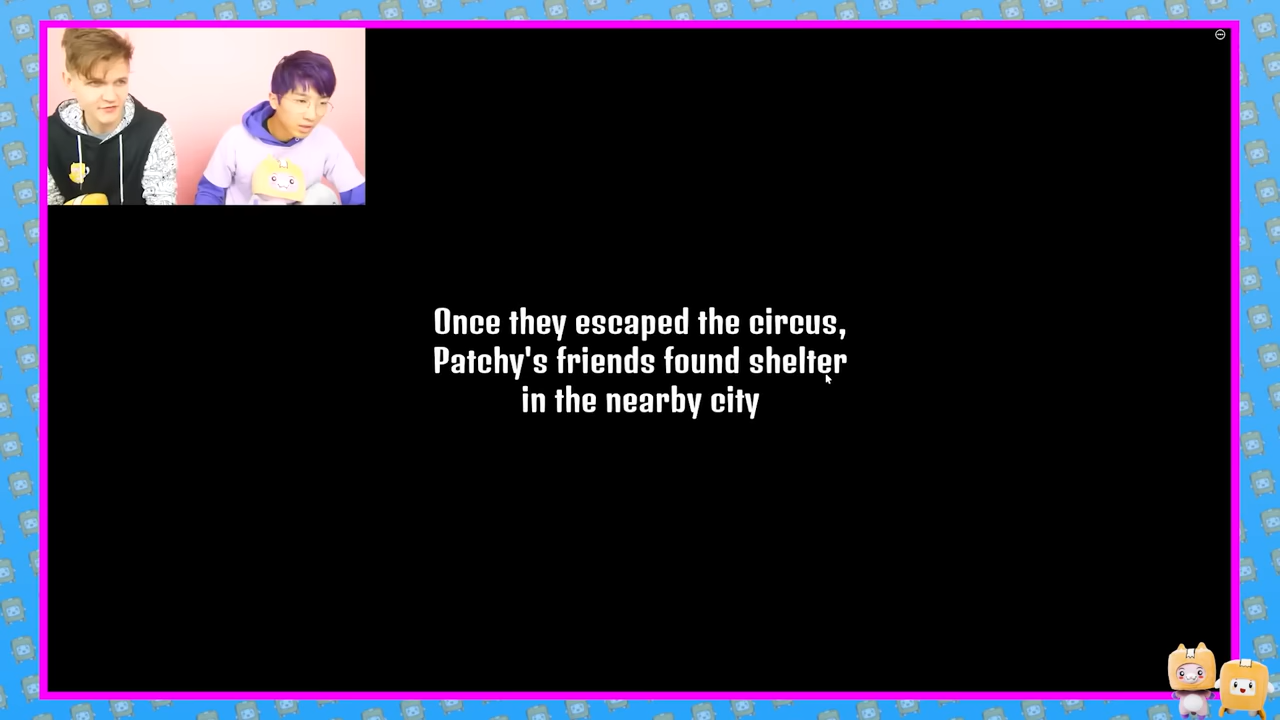 Once they escaped the circus,
Patchy's friends found shelter
in the nearby city